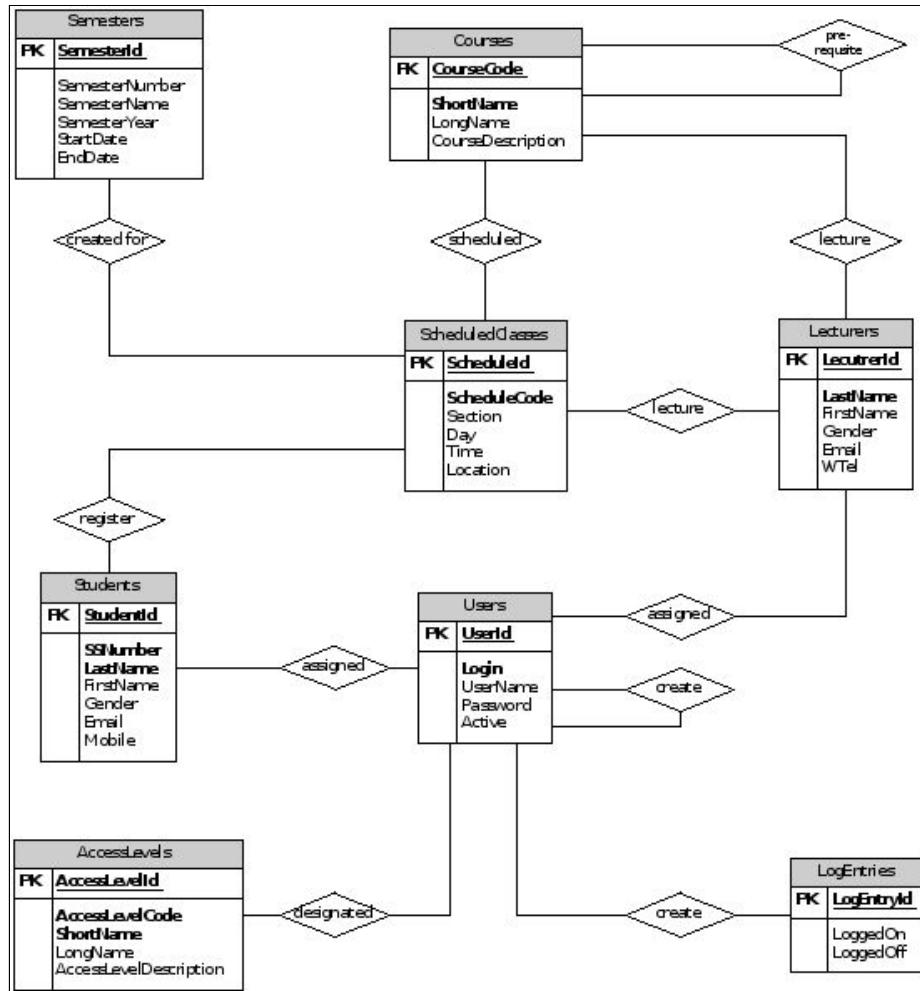 Semesters
PK SemesterId
SemesterNumber
SemesterName
SemesterYear
StartDate
EndDate
Courses
PK CourseCode
ShortName
LongName
CourseDescription
pre-
requsite
created for
scheduled
lecture
ScheduledClasses
PK ScheduleId
ScheduleCode
Section
Day
Time
Location
lecture
Lecturers
PK LecutrerId
LastName
FirstName
Gender
Email
WTel
register
Students
PK StudentId
SSNumber
LastName
FirstName
Gender
Email
Mobile
assigned
Users
PK UserId
Login
UserName
Password
Active
assigned
create
AccessLevels
PK AccessLevelId
AccessLevelCode
ShortName
LongName
AccessLevelDescription
designated
create
LogEntries
PK LogEntryId
LoggedOn
LoggedOff